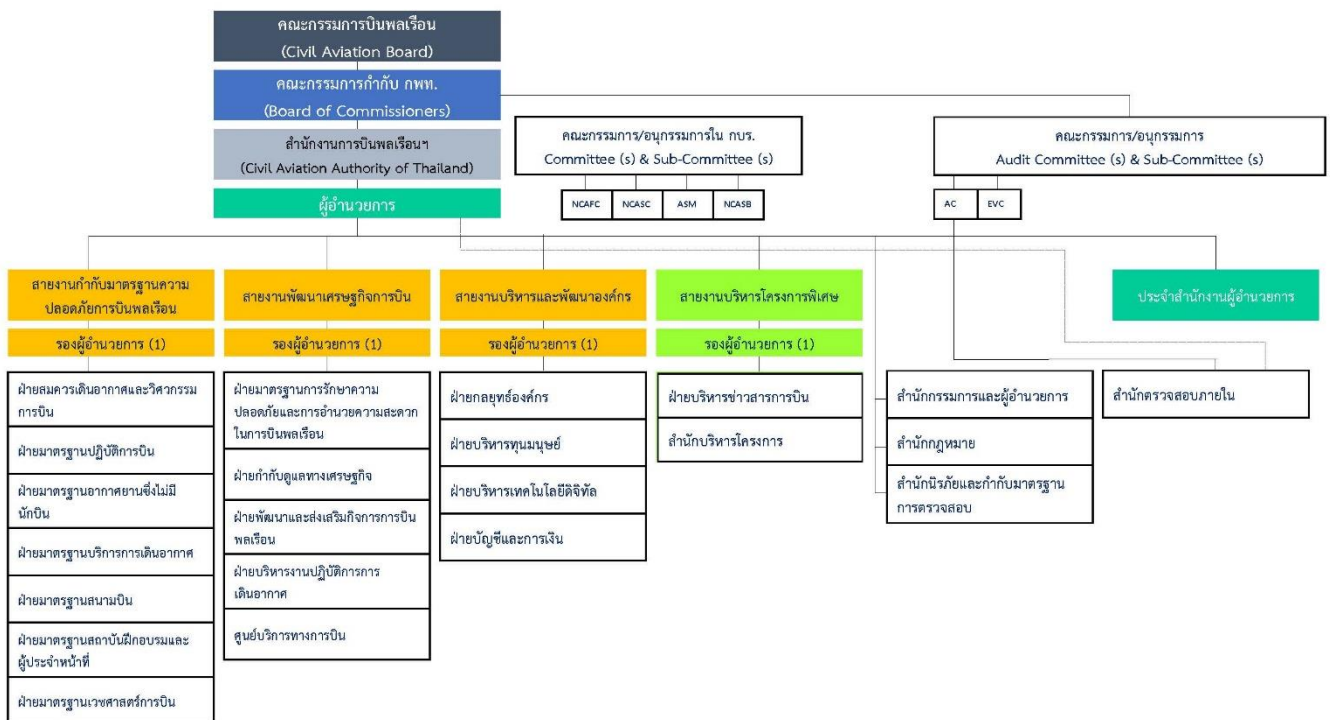 คณะกรรมการบินพลเรือน
(Civil Aviation Board)
คณะกรรมการกำกับ กพท.
(Board of Commissioners)
สำนักงานการบินพลเรือนฯ
(Civil Aviation Authority of Thailand)
ผู้อำนวยการ
คณะกรรมการ/อนุกรรมการใน กบร.
Committee (s) & Sub-Committee (s)
NCAFC
NCASC
ASM
NCASB
คณะกรรมการ/อนุกรรมการ
Audit Committee (s) & Sub-Committee (s)
AC
EVC
สายงานกำกับมาตรฐานความ
ปลอดภัยการบินพลเรือน
รองผู้อำนวยการ (1)
ฝ่ายสมควรเดินอากาศและวิศวกรรม
การบิน
ฝ่ายมาตรฐานปฏิบัติการบิน
ฝ่ายมาตรฐานอากาศยานซึ่งไม่มี
นักบิน
ฝ่ายมาตรฐานบริการการเดินอากาศ
ฝ่ายมาตรฐานสนามบิน
ฝ่ายมาตรฐานสถาบันฝึกอบรมและ
ผู้ประจำหน้าที่
ฝ่ายมาตรฐานเวชศาสตร์การบิน
สายงานพัฒนาเศรษฐกิจการบิน
รองผู้อำนวยการ (1)
ฝ่ายมาตรฐานการรักษาความ
ปลอดภัยและการอำนวยความสะดวก
ในการบินพลเรือน
ฝ่ายกำกับดูแลทางเศรษฐกิจ
ฝ่ายพัฒนาและส่งเสริมกิจการการบิน
พลเรือน
ฝ่ายบริหารงานปฏิบัติการการ
เดินอากาศ
ศูนย์บริการทางการบิน
สายงานบริหารและพัฒนาองค์กร
รองผู้อำนวยการ (1)
ฝ่ายกลยุทธ์องค์กร
ฝ่ายบริหารทุนมนุษย์
ฝ่ายบริหารเทคโนโลยีดิจิทัล
ฝ่ายบัญชีและการเงิน
สายงานบริหารโครงการพิเศษ
รองผู้อำนวยการ (1)
ฝ่ายบริหารข่าวสารการบิน
สำนักบริหารโครงการ
สำนักกรรมการและผู้อำนวยการ
สำนักกฎหมาย
สำนักนิรภัยและกำกับมาตรฐาน
การตรวจสอบ
ประจำสำนักงานผู้อำนวยการ
สำนักตรวจสอบภายใน